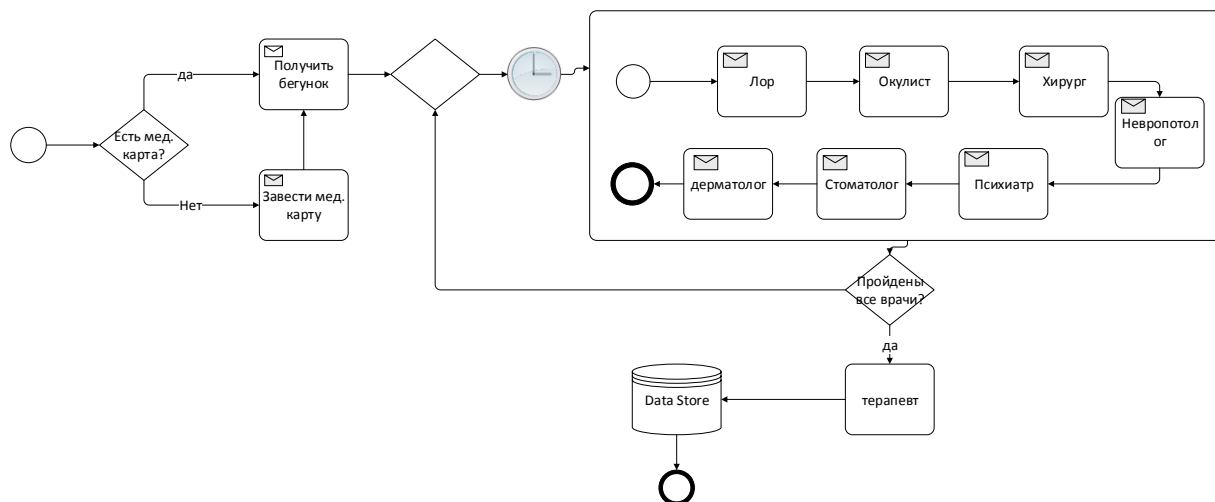 Есть мед.
карта?
да
Нет
Получить
бегунок
Завести мед.
карту
Лор
Окулист
Хирург
Невропотол
ог
Психиатр
Стоматолог
дерматолог
Пройдены
все врачи?
да
терапевт
Data Store